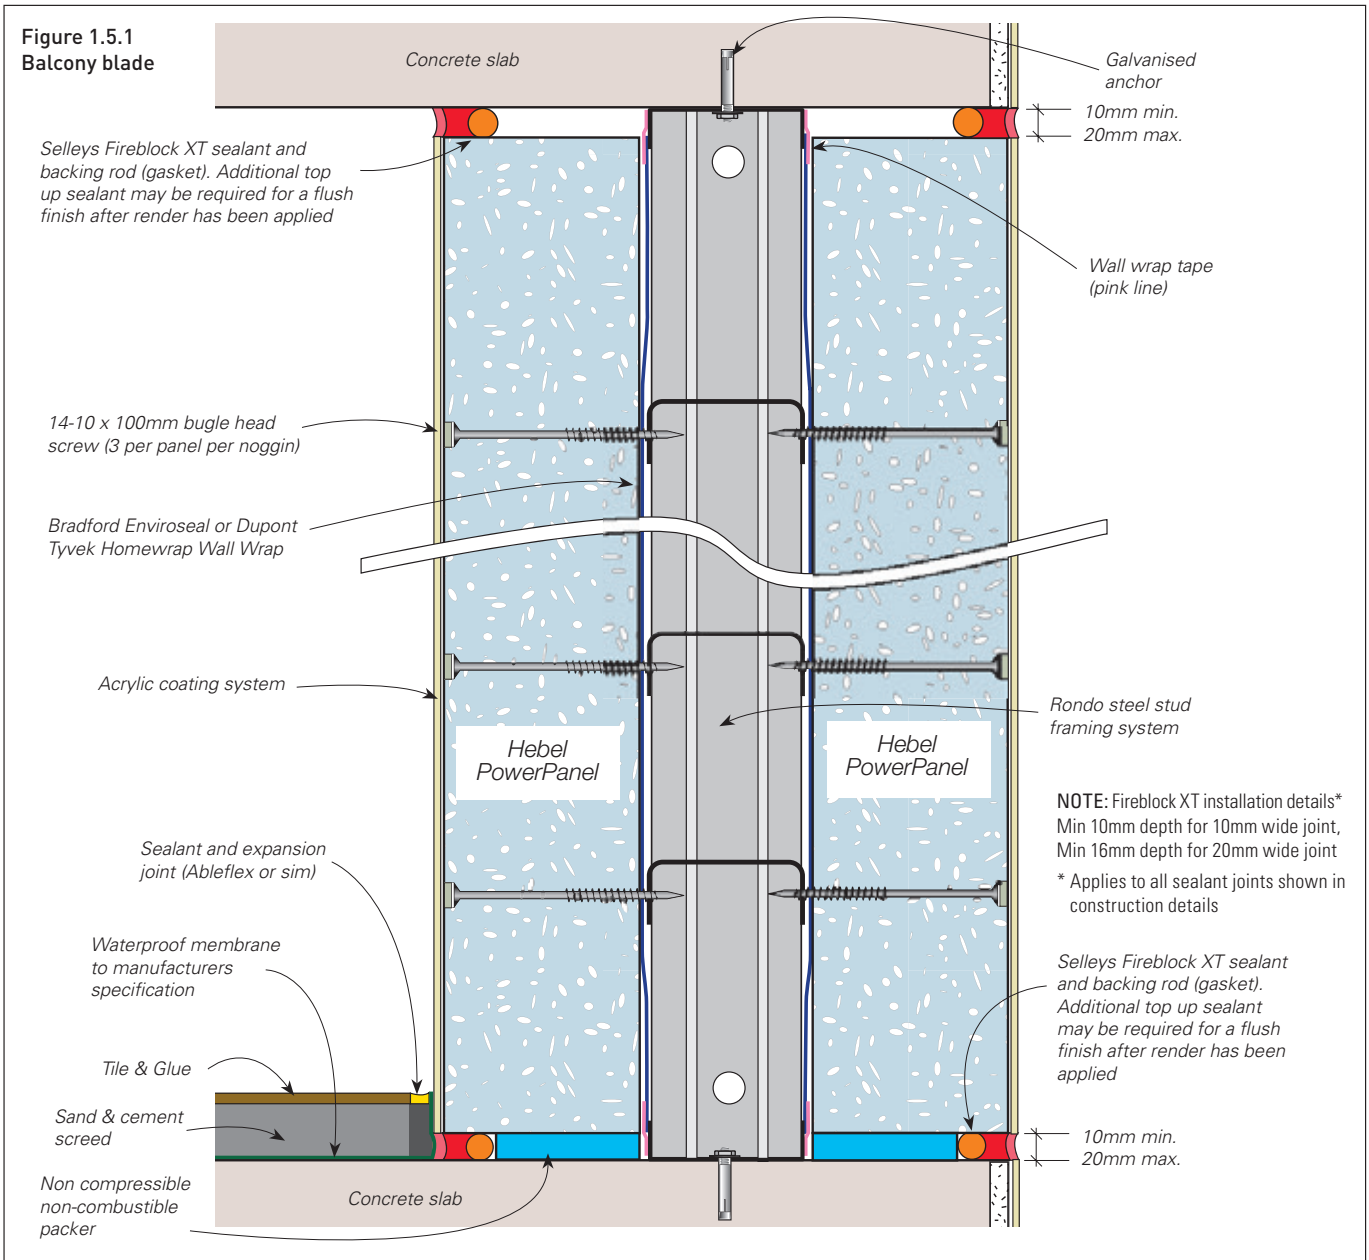 Figure 1.5.1
Balcony blade
Concrete slab
Galvanised
anchor
10mm min.
20mm max.
Selleys Fireblock XT sealant and
backing rod (gasket). Additional top
up sealant may be required for a flush
finish after render has been applied
Wall wrap tape
(pink line)
14-10 x 100mm bugle head
screw (3 per panel per noggin)
Bradford Enviroseal or Dupont
Tyvek Homewrap Wall Wrap
Acrylic coating system
Rondo steel stud
framing system
Hebel
PowerPanel
Hebel
PowerPanel
NOTE: Fireblock XT installation details*
Min 10mm depth for 10mm wide joint,
Min 16mm depth for 20mm wide joint
* Applies to all sealant joints shown in
construction details
Sealant and expansion
joint (Ableflex or sim)
Waterproof membrane
to manufacturers
specification
Selleys Fireblock XT sealant
and backing rod (gasket).
Additional top up sealant
may be required for a flush
finish after render has been
applied
Tile & Glue
Sand & cement
screed
10mm min.
20mm max.
Non compressible
non-combustible
packer
Concrete slab